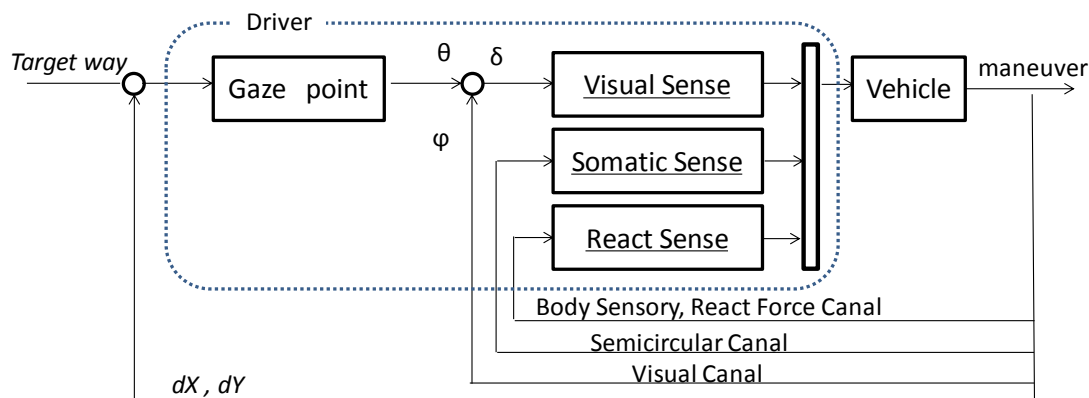 Driver
Target way
θ
δ
φ
Gaze point
Visual Sense
Somatic Sense
React Sense
Vehicle
maneuver
Body Sensory, React Force Canal
Semicircular Canal
Visual Canal
dX , dY